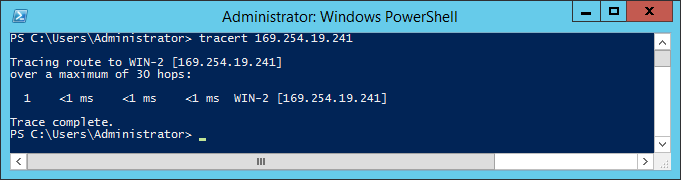 Administrator: Windows PowerShell
PS C:\Users\Administrator> tracert 169.254.19.241
Tracing route to WIN-2 [169.254.19.241]
over a maximum of 30 hops:
1 <1 ms <1 ms <1 ms WIN-2 [169.254.19.241]
Trace complete.
PS C:\Users\Administrator>